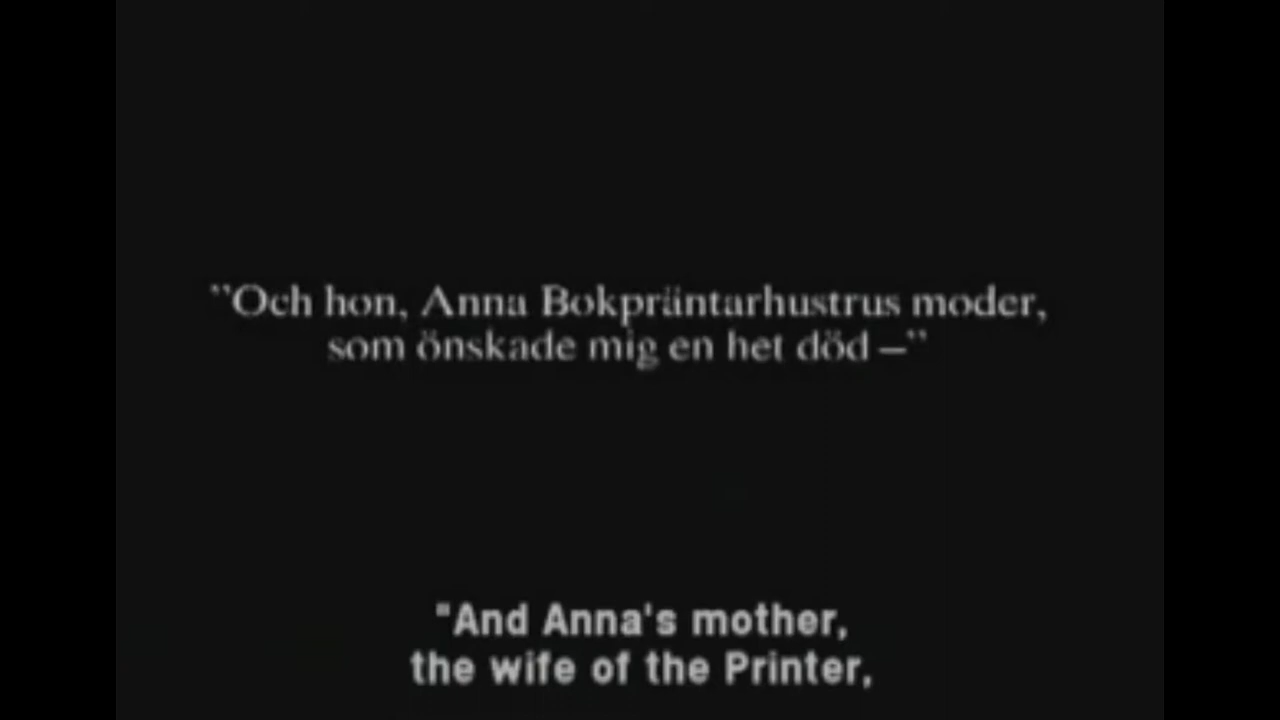 ”Och hon, Anna Bokpräntarhustrus moder,
som önskade mig en het död –”
"And Anna's mother,
the wife of the Printer,